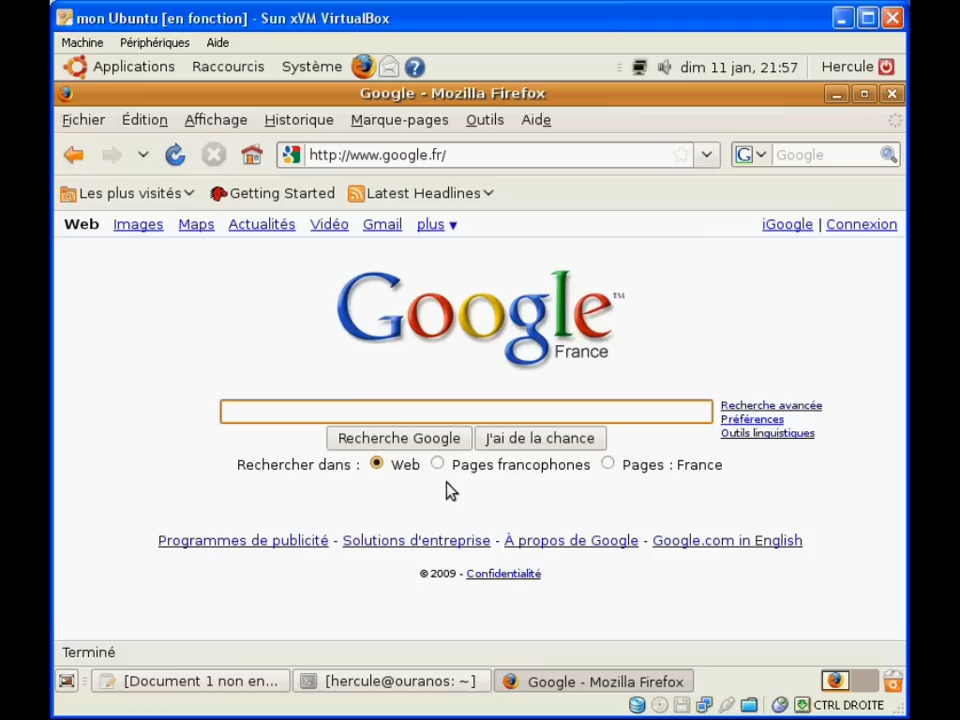 mon Ubuntu [en fonction] - Sun xVM VirtualBox
Machine Périphériques Aide
Applications Raccourcis Système ? dim 11 jan, 21:57 Hercule
Google - Mozilla Firefox
Fichier Édition Affichage Historique Marque-pages Outils Aide
http://www.google.fr/ G Google
Les plus visités Getting Started Latest Headlines
Web Images Maps Actualités Vidéo Gmail plus ▼ iGoogle | Connexion
Google™
France
Recherche avancée
Préférences
Outils linguistiques
Recherche Google J'ai de la chance
Rechercher dans : Web Pages francophones Pages : France
Programmes de publicité - Solutions d'entreprise - À propos de Google - Google.com in English
© 2009 - Confidentialité
Terminé
[Document 1 non en... [hercule@ouranos: ~] Google - Mozilla Firefox
CTRL DROITE